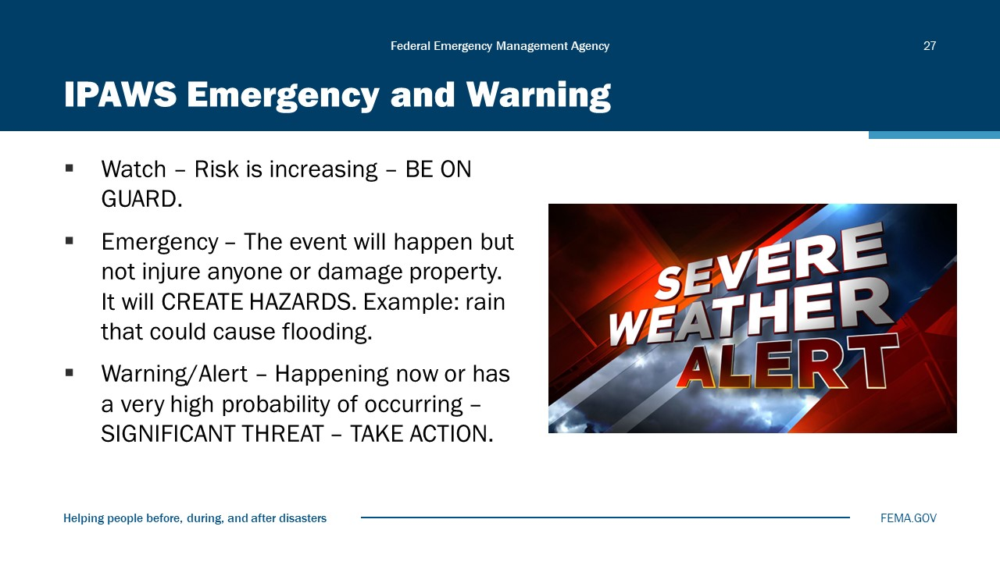 Federal Emergency Management Agency
27
IPAWS Emergency and Warning
▪ Watch – Risk is increasing – BE ON
GUARD.
▪ Emergency – The event will happen but
not injure anyone or damage property.
It will CREATE HAZARDS. Example: rain
that could cause flooding.
▪ Warning/Alert – Happening now or has
a very high probability of occurring –
SIGNIFICANT THREAT – TAKE ACTION.
SEVERE
WEATHER
ALERT
Helping people before, during, and after disasters
FEMA.GOV